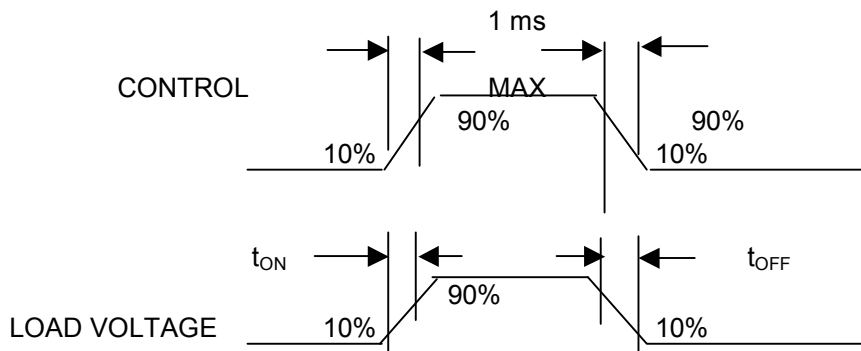 1 ms
CONTROL MAX
90% 90%
10% 10%
tON tOFF
90%
LOAD VOLTAGE 10% 10%